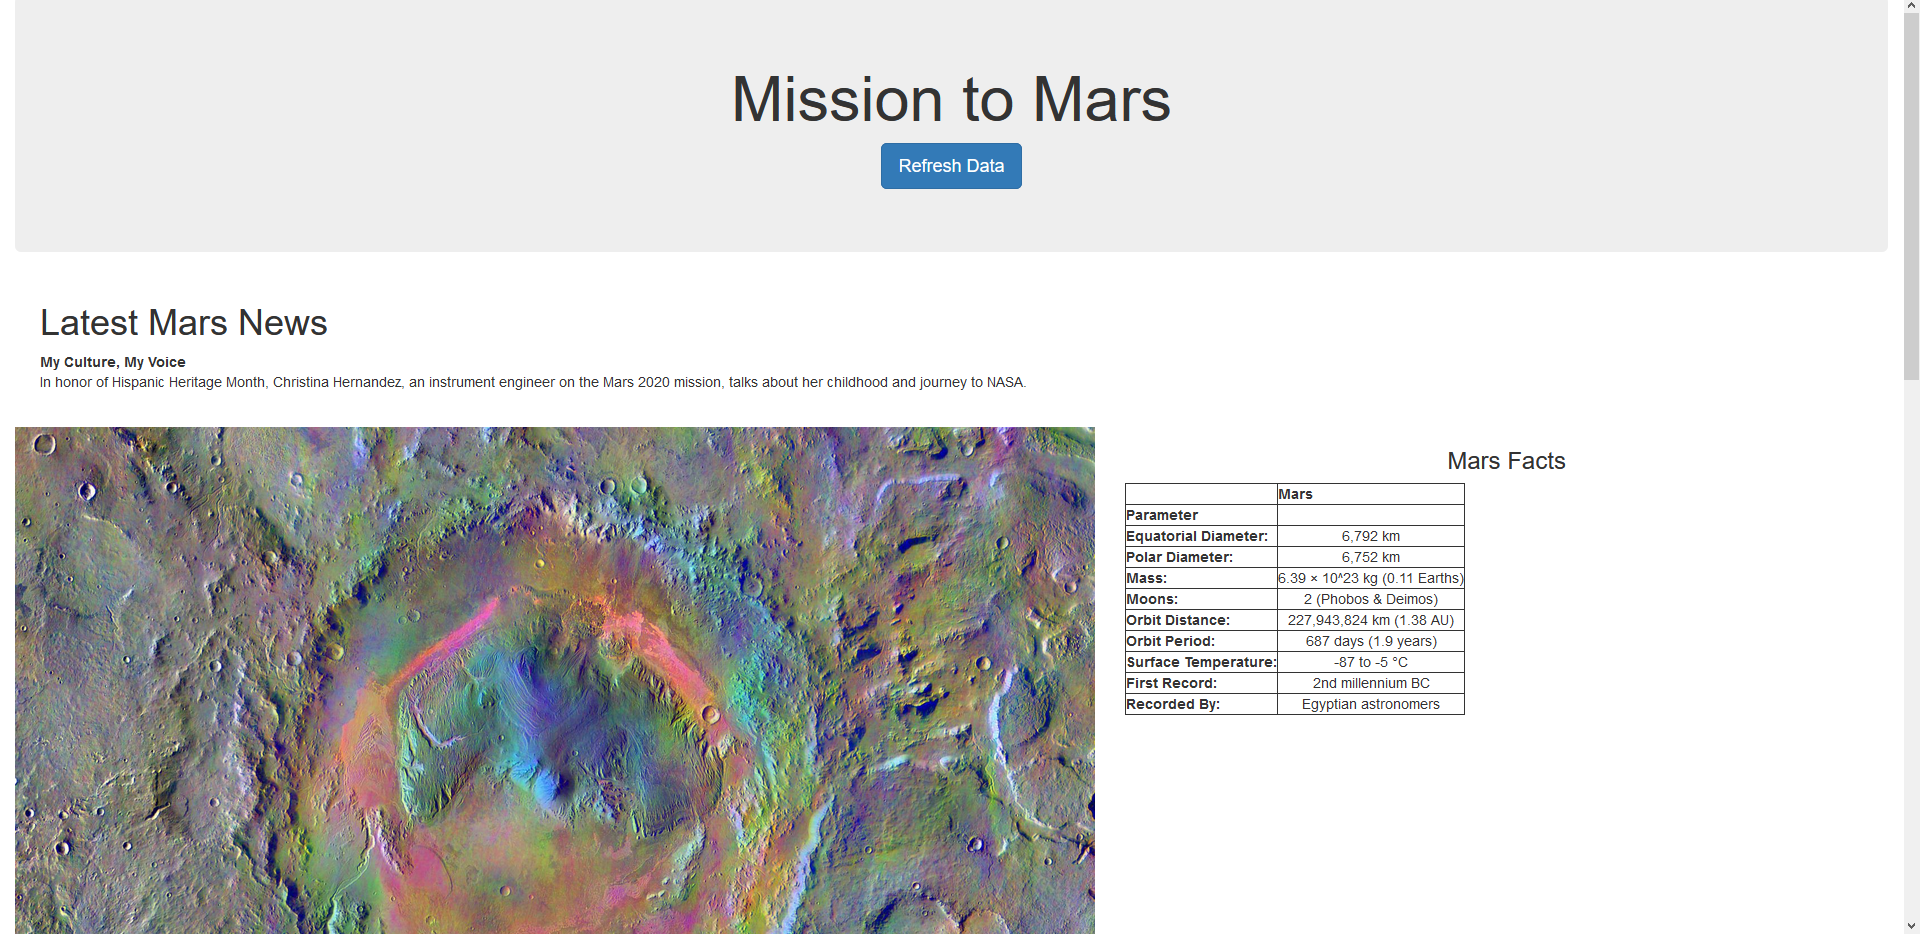 Mission to Mars
Refresh Data
Latest Mars News
My Culture, My Voice
In honor of Hispanic Heritage Month, Christina Hernandez, an instrument engineer on the Mars 2020 mission, talks about her childhood and journey to NASA.
Mars Facts
Mars
Parameter
Equatorial Diameter: 6,792 km
Polar Diameter: 6,752 km
Mass: 6.39 × 10^23 kg (0.11 Earths)
Moons: 2 (Phobos & Deimos)
Orbit Distance: 227,943,824 km (1.38 AU)
Orbit Period: 687 days (1.9 years)
Surface Temperature: -87 to -5 °C
First Record: 2nd millennium BC
Recorded By: Egyptian astronomers